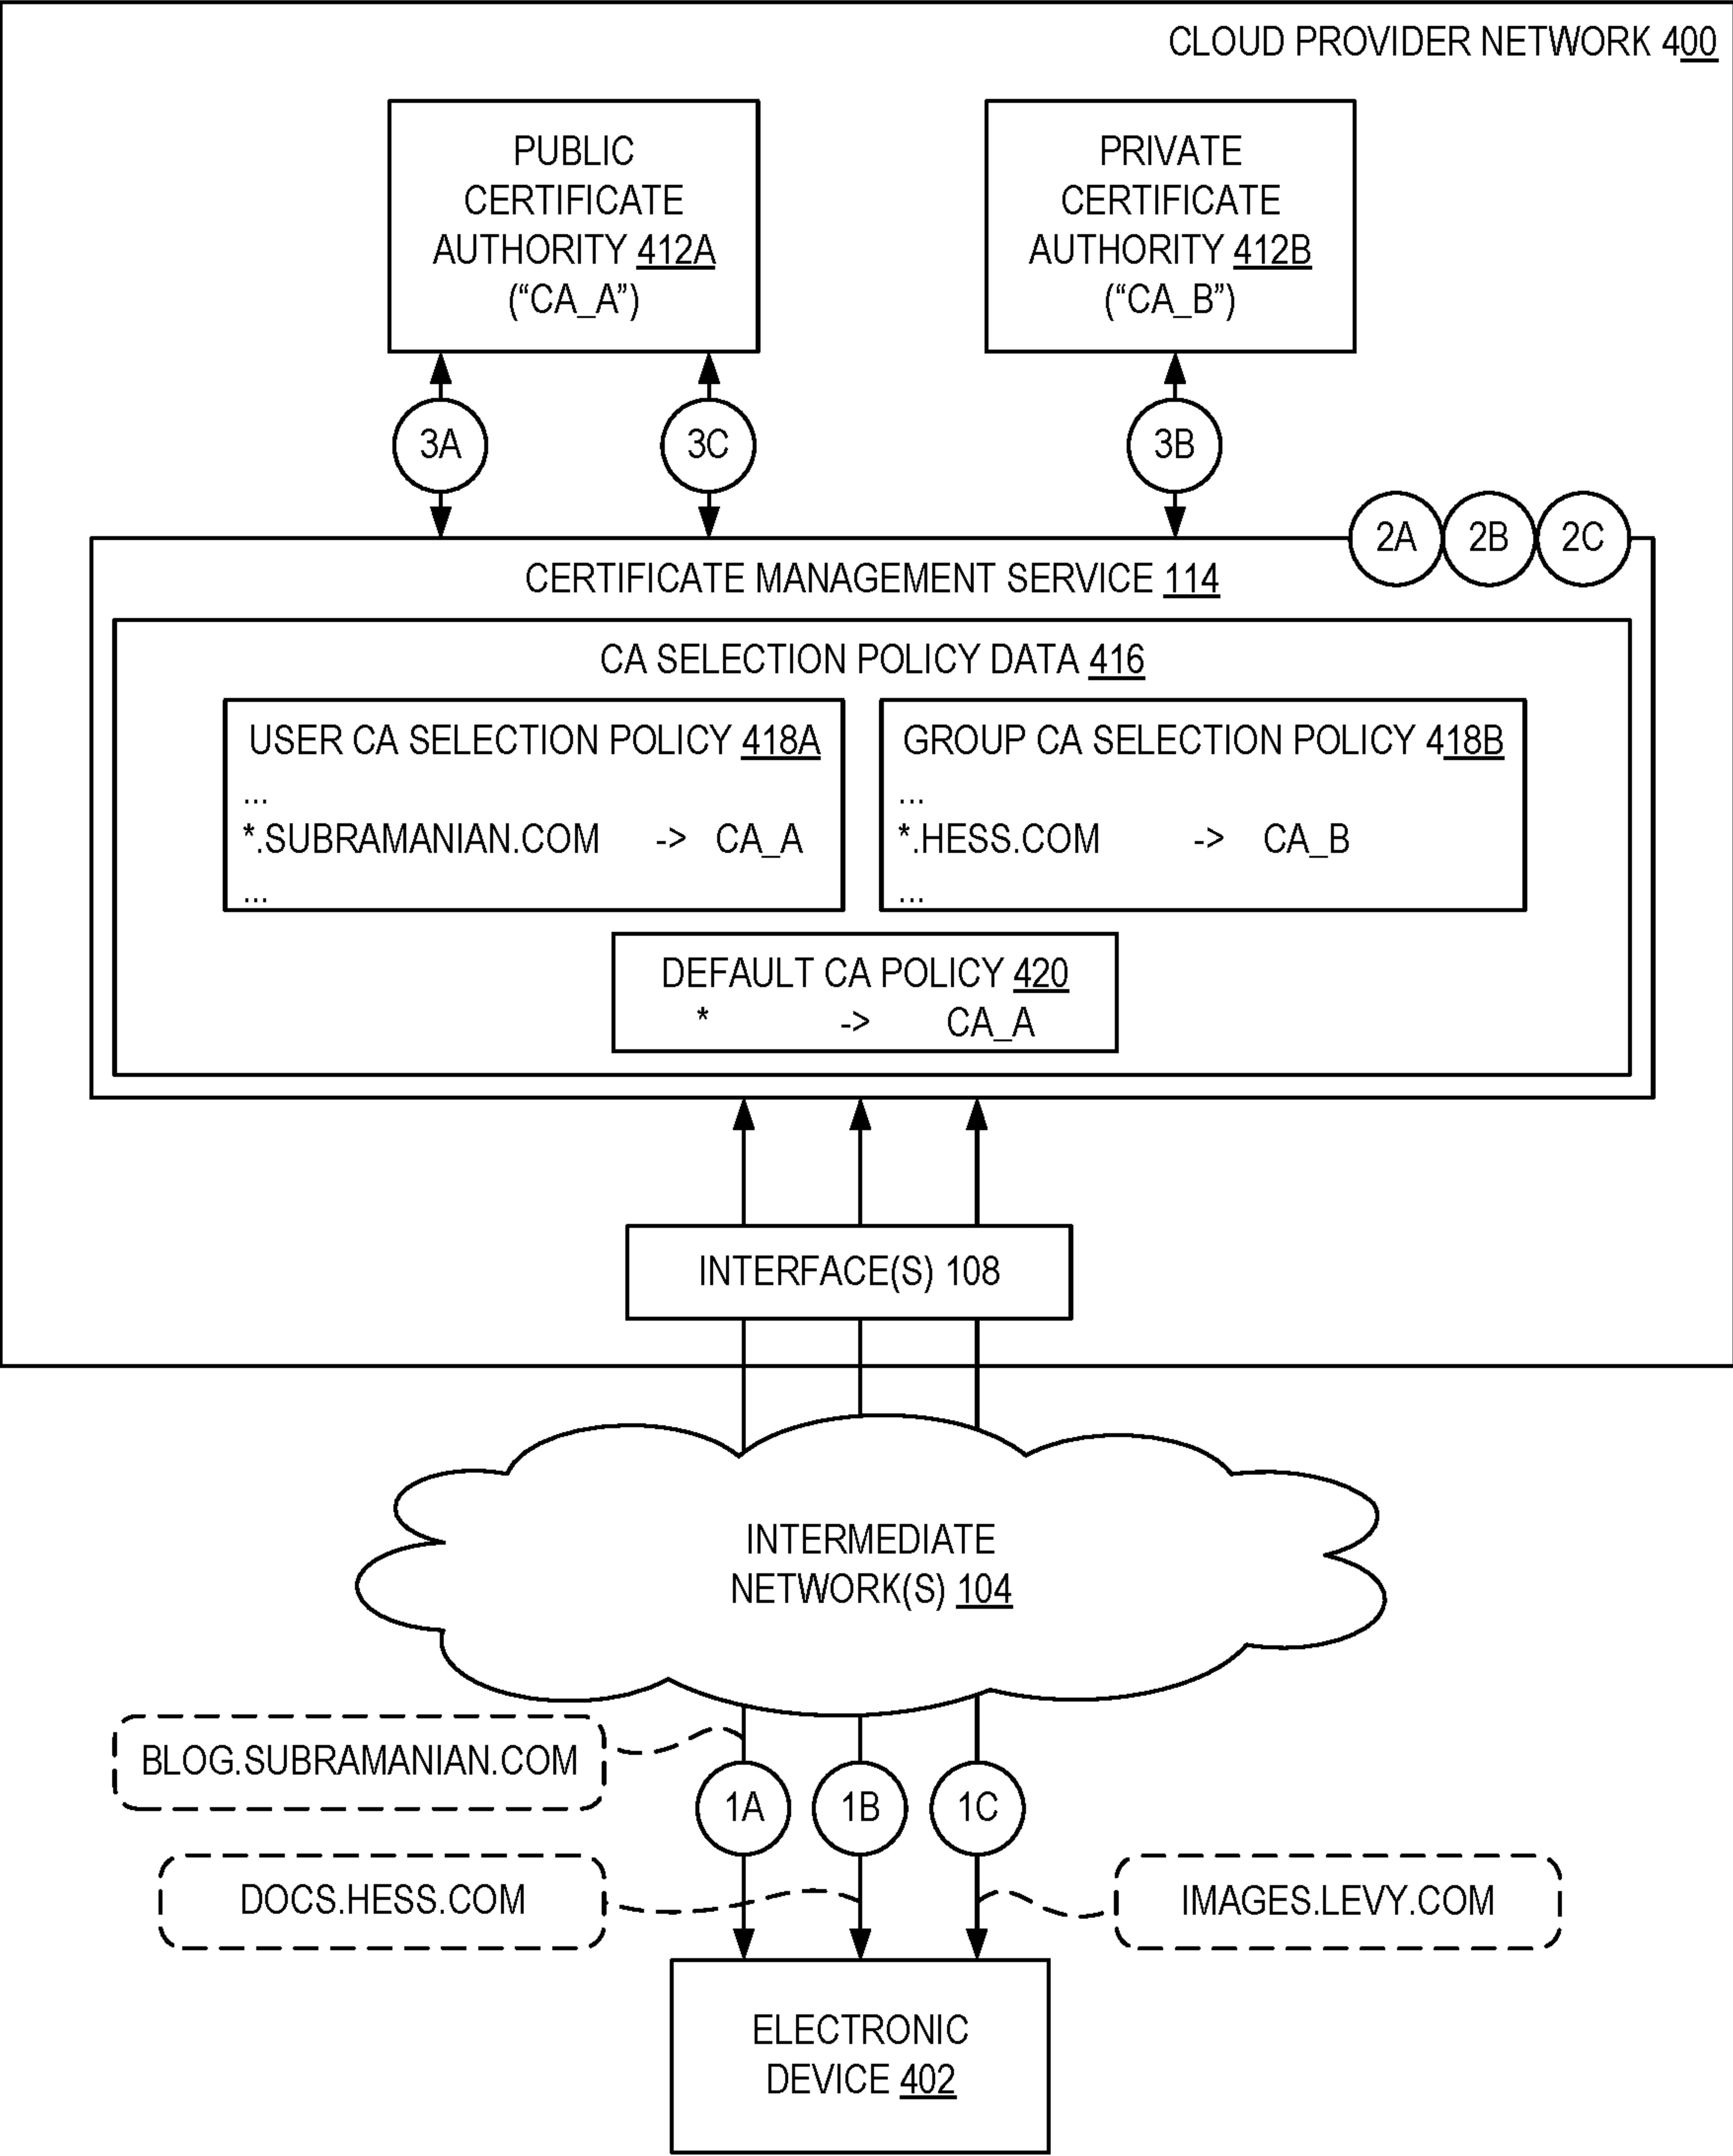 CLOUD PROVIDER NETWORK 400
PUBLIC
CERTIFICATE
AUTHORITY 412A
(“CA_A”)
PRIVATE
CERTIFICATE
AUTHORITY 412B
(“CA_B”)
3A
3C
3B
2A
2B
2C
CERTIFICATE MANAGEMENT SERVICE 114
CA SELECTION POLICY DATA 416
USER CA SELECTION POLICY 418A
...
*.SUBRAMANIAN.COM -> CA_A
...
GROUP CA SELECTION POLICY 418B
...
*.HESS.COM -> CA_B
...
DEFAULT CA POLICY 420
* -> CA_A
INTERFACE(S) 108
INTERMEDIATE
NETWORK(S) 104
BLOG.SUBRAMANIAN.COM
1A
1B
1C
DOCS.HESS.COM
IMAGES.LEVY.COM
ELECTRONIC
DEVICE 402